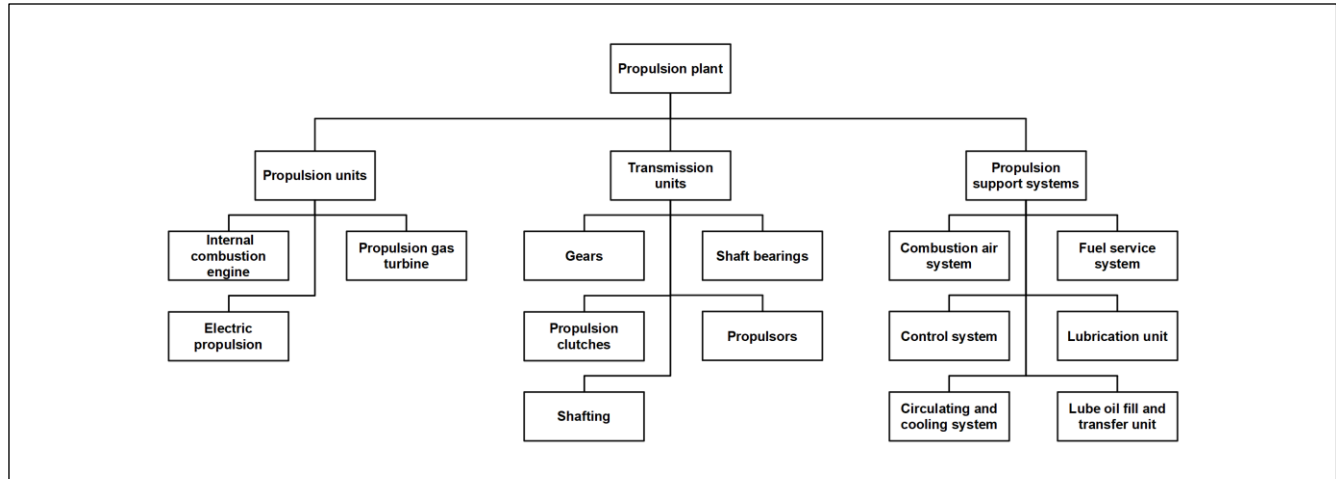 Propulsion plant
Propulsion units
Transmission
units
Propulsion
support systems
Internal
combustion
engine
Propulsion gas
turbine
Gears
Shaft bearings
Combustion air
system
Fuel service
system
Electric
propulsion
Propulsion
clutches
Propulsors
Control system
Lubrication unit
Shafting
Circulating and
cooling system
Lube oil fill and
transfer unit